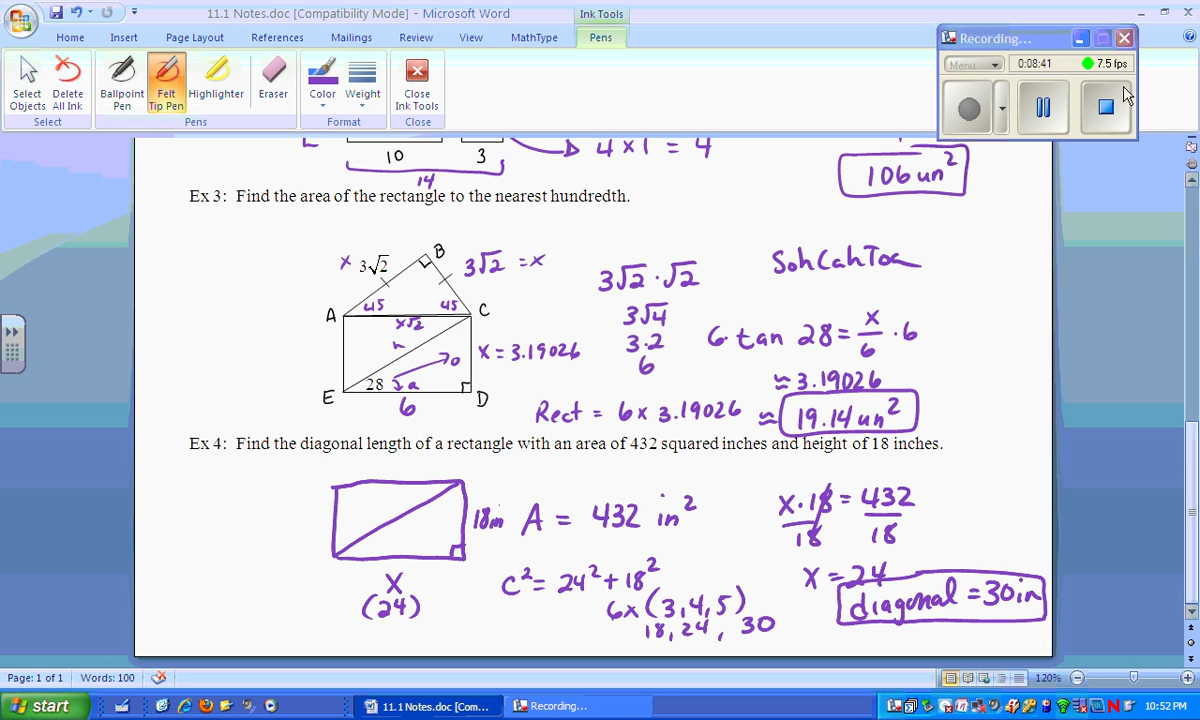 11.1 Notes.doc [Compatibility Mode] - Microsoft Word
Ink Tools
Home Insert Page Layout References Mailings Review View MathType Pens
Select Objects
Delete All Ink
Ballpoint Pen
Felt Tip Pen
Highlighter
Eraser
Color
Weight
Close Ink Tools
Select Pens Format Close
Recording...
Menu 0:08:41 7.5 fps
10 3
14
4 x 1 = 4
106 un²
Ex 3: Find the area of the rectangle to the nearest hundredth.
B
x 3√2
3√2 = x
45 45
A C
x√2
h
x = 3.19026
o
28 a
E D
6
3√2 · √2
3√4
3·2
6
SohCahToa
6· tan 28 = x/6 · 6
≈ 3.19026
Rect = 6 x 3.19026 ≈ 19.14 un²
Ex 4: Find the diagonal length of a rectangle with an area of 432 squared inches and height of 18 inches.
18in
X
(24)
A = 432 in²
C² = 24² + 18²
6x (3, 4, 5)
18, 24, 30
x · 18 = 432
18 18
x = 24
diagonal = 30 in
Page: 1 of 1 Words: 100 120%
start 11.1 Notes.doc [Com... Recording... 10:52 PM